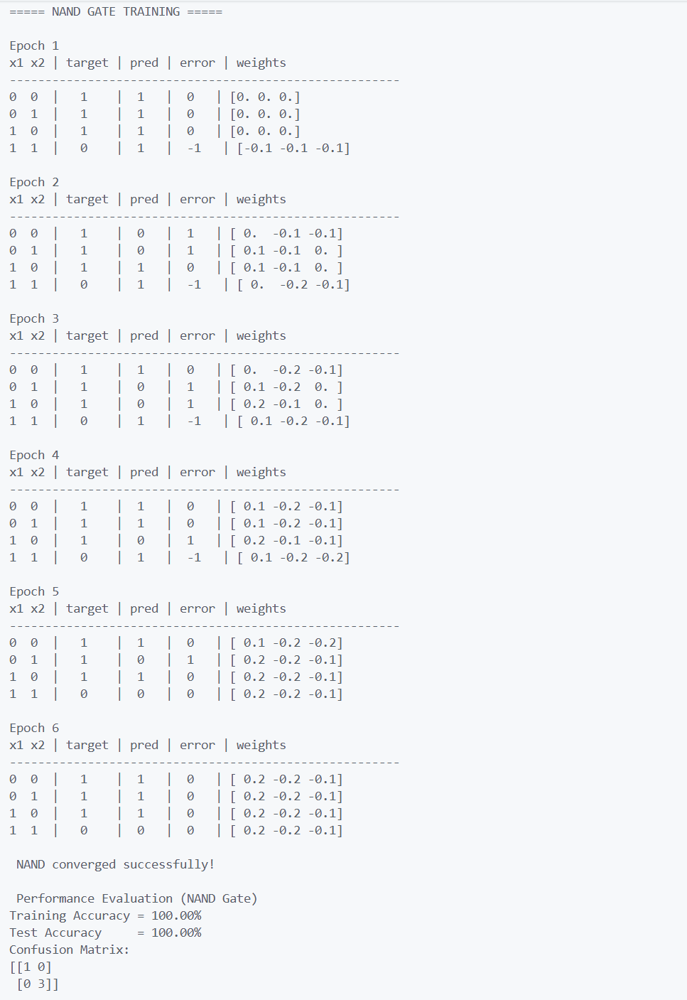 ===== NAND GATE TRAINING =====

Epoch 1
x1 x2 | target | pred | error | weights
-------------------------------------------------------
0  0  |   1    |  1   |  0   | [0. 0. 0.]
0  1  |   1    |  1   |  0   | [0. 0. 0.]
1  0  |   1    |  1   |  0   | [0. 0. 0.]
1  1  |   0    |  1   |  -1   | [-0.1 -0.1 -0.1]

Epoch 2
x1 x2 | target | pred | error | weights
-------------------------------------------------------
0  0  |   1    |  0   |  1   | [ 0.  -0.1 -0.1]
0  1  |   1    |  0   |  1   | [ 0.1 -0.1  0. ]
1  0  |   1    |  1   |  0   | [ 0.1 -0.1  0. ]
1  1  |   0    |  1   |  -1   | [ 0.  -0.2 -0.1]

Epoch 3
x1 x2 | target | pred | error | weights
-------------------------------------------------------
0  0  |   1    |  1   |  0   | [ 0.  -0.2 -0.1]
0  1  |   1    |  0   |  1   | [ 0.1 -0.2  0. ]
1  0  |   1    |  0   |  1   | [ 0.2 -0.1  0. ]
1  1  |   0    |  1   |  -1   | [ 0.1 -0.2 -0.1]

Epoch 4
x1 x2 | target | pred | error | weights
-------------------------------------------------------
0  0  |   1    |  1   |  0   | [ 0.1 -0.2 -0.1]
0  1  |   1    |  1   |  0   | [ 0.1 -0.2 -0.1]
1  0  |   1    |  0   |  1   | [ 0.2 -0.1 -0.1]
1  1  |   0    |  1   |  -1   | [ 0.1 -0.2 -0.2]

Epoch 5
x1 x2 | target | pred | error | weights
-------------------------------------------------------
0  0  |   1    |  1   |  0   | [ 0.1 -0.2 -0.2]
0  1  |   1    |  0   |  1   | [ 0.2 -0.2 -0.1]
1  0  |   1    |  1   |  0   | [ 0.2 -0.2 -0.1]
1  1  |   0    |  0   |  0   | [ 0.2 -0.2 -0.1]

Epoch 6
x1 x2 | target | pred | error | weights
-------------------------------------------------------
0  0  |   1    |  1   |  0   | [ 0.2 -0.2 -0.1]
0  1  |   1    |  1   |  0   | [ 0.2 -0.2 -0.1]
1  0  |   1    |  1   |  0   | [ 0.2 -0.2 -0.1]
1  1  |   0    |  0   |  0   | [ 0.2 -0.2 -0.1]

 NAND converged successfully!

 Performance Evaluation (NAND Gate)
Training Accuracy = 100.00%
Test Accuracy     = 100.00%
Confusion Matrix:
[[1 0]
 [0 3]]